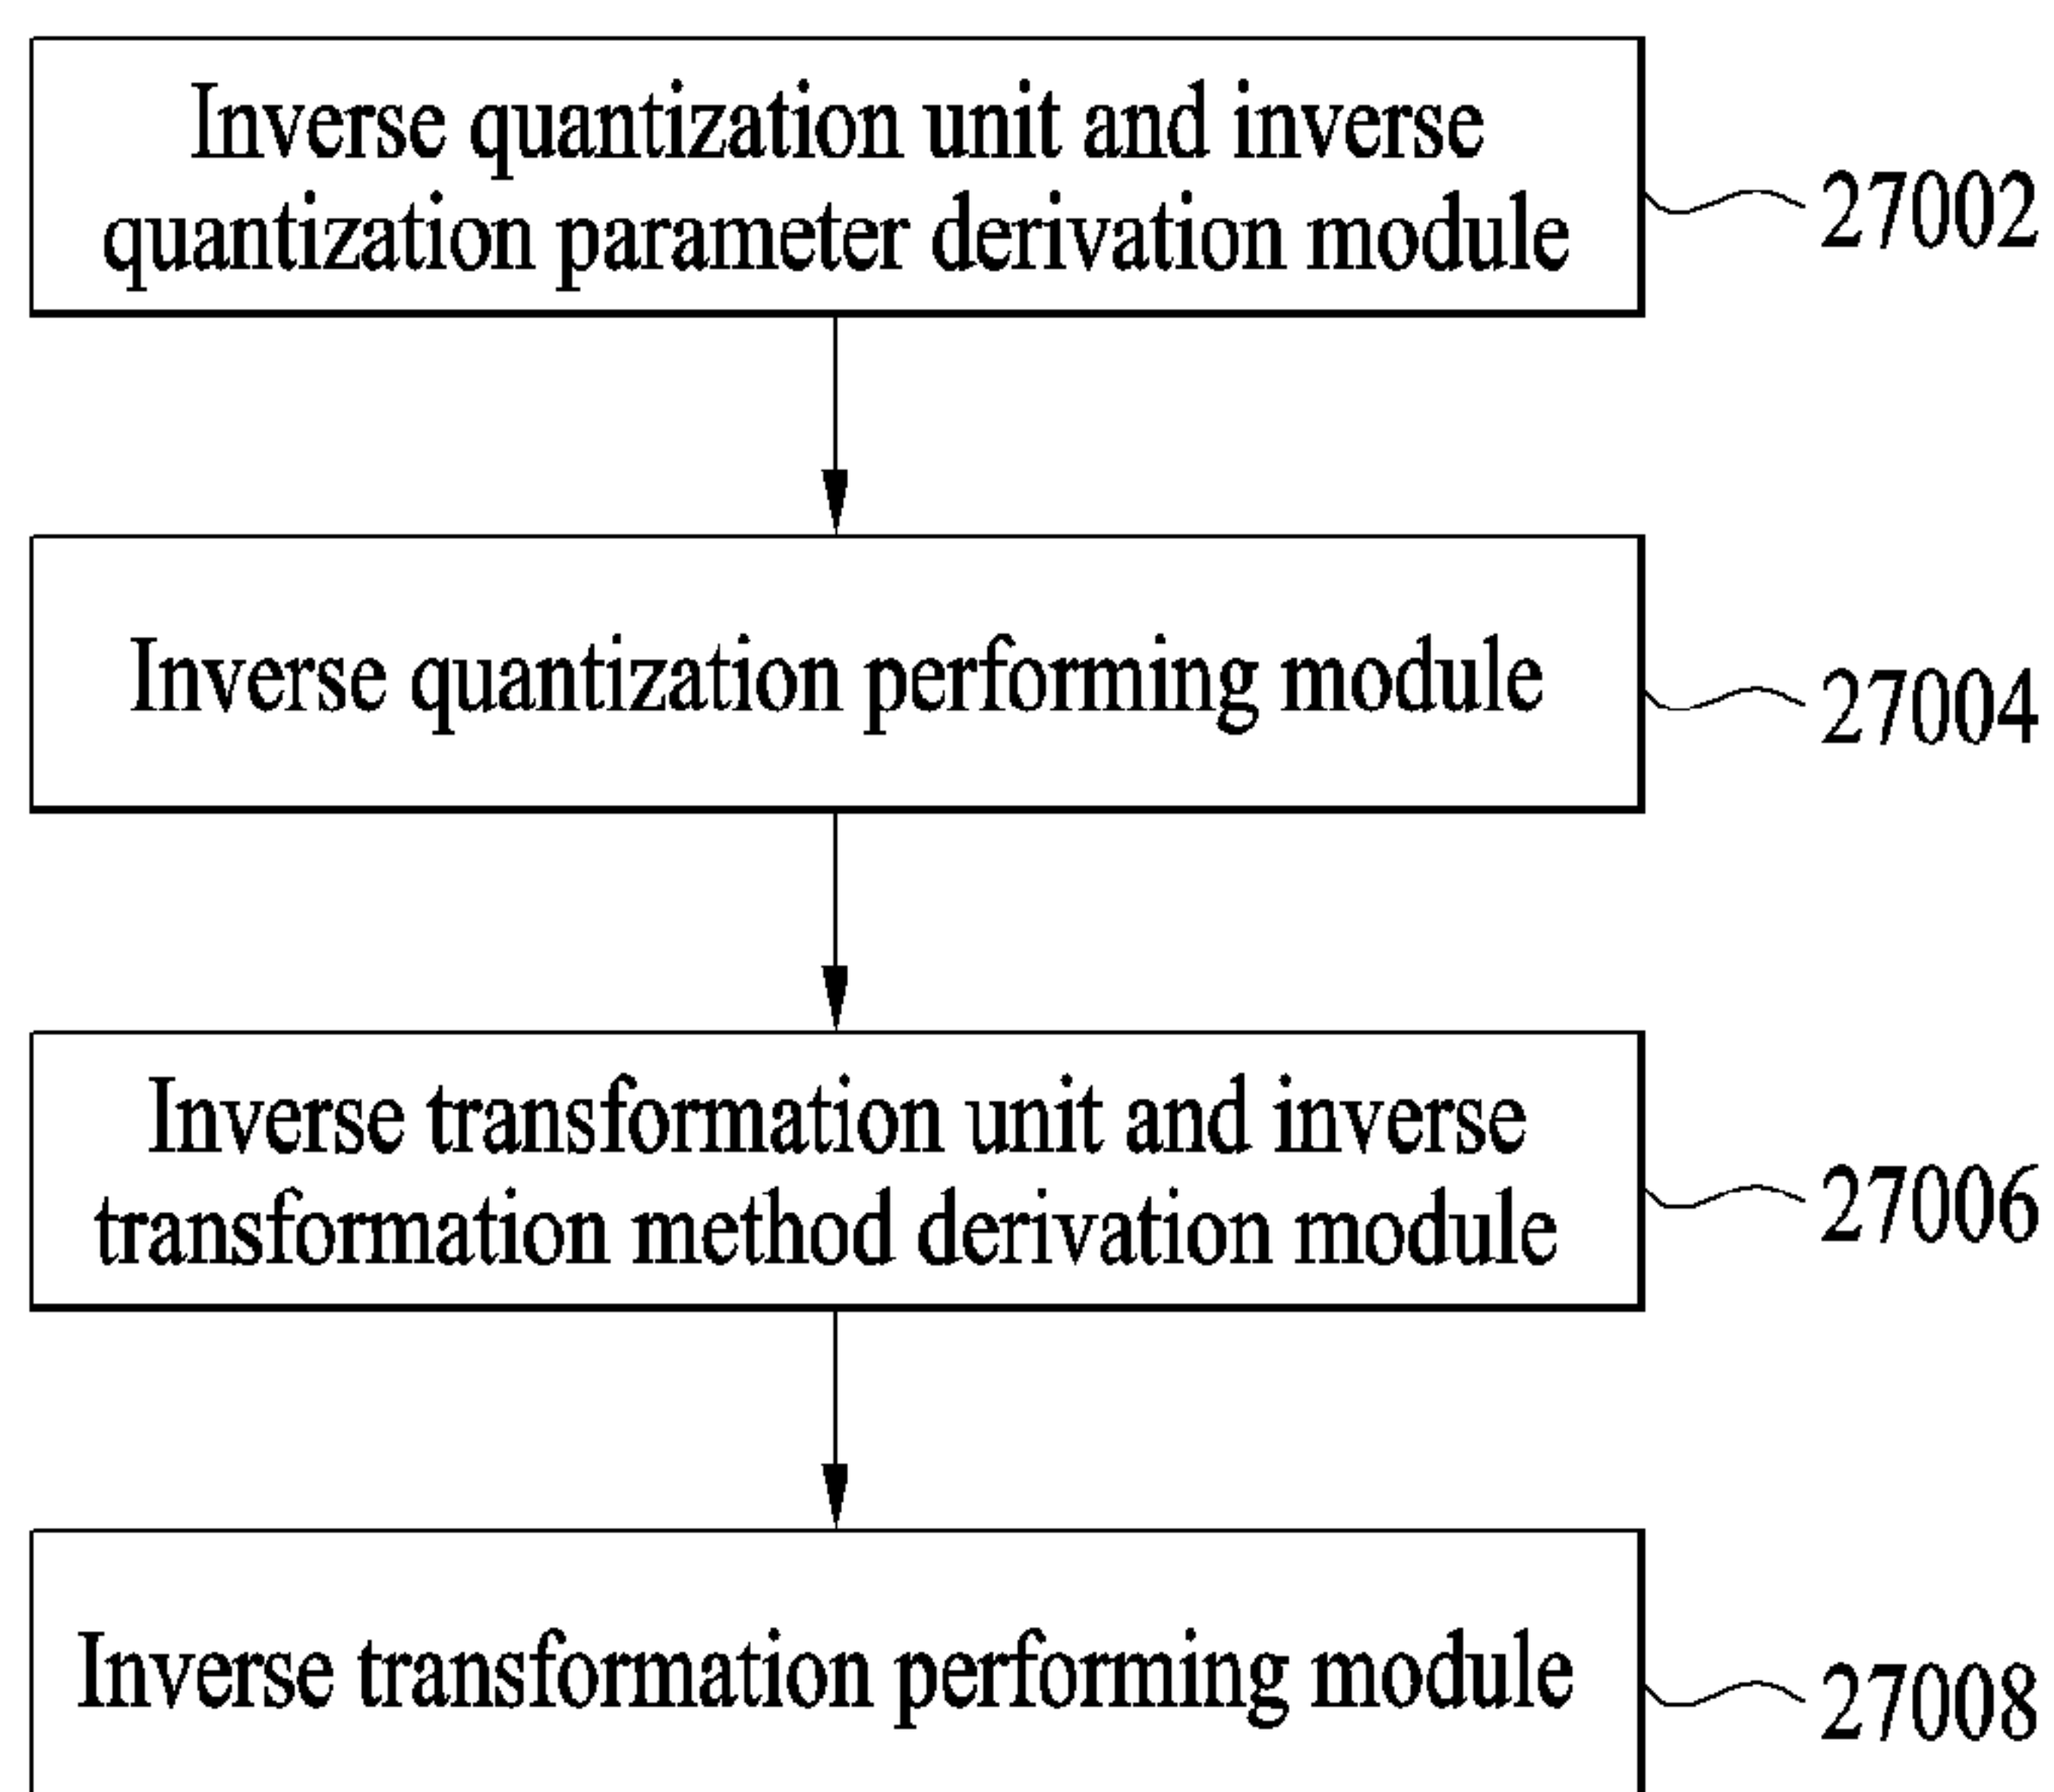 Inverse quantization unit and inverse
quantization parameter derivation module
27002
Inverse quantization performing module
27004
Inverse transformation unit and inverse
transformation method derivation module
27006
Inverse transformation performing module
27008